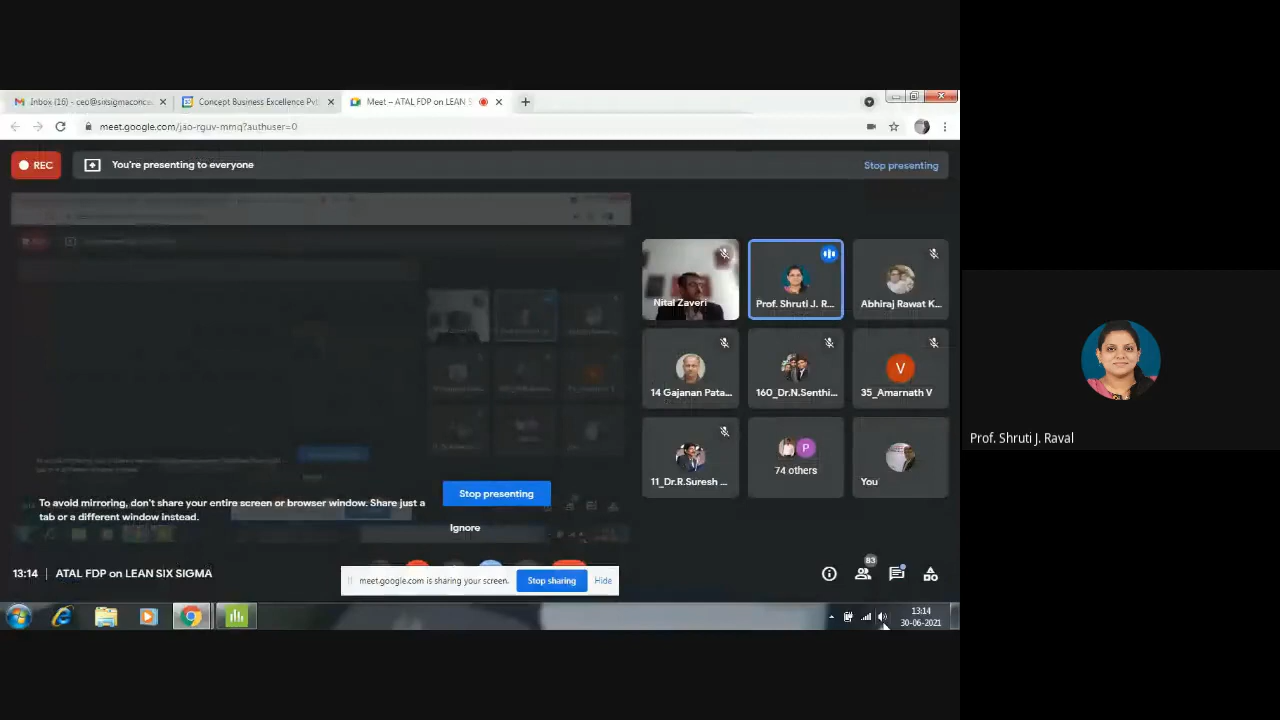 Inbox (16) - ceo@sixsigmaconce
Concept Business Excellence Pvt
Meet – ATAL FDP on LEAN S
meet.google.com/jao-rguv-mmq?authuser=0
REC
You're presenting to everyone
Stop presenting
Nital Zaveri
Prof. Shruti J. R...
Abhiraj Rawat K...
14 Gajanan Pata...
160_Dr.N.Senthi...
V
35_Amarnath V
11_Dr.R.Suresh ...
P
74 others
You
Prof. Shruti J. Raval
To avoid mirroring, don't share your entire screen or browser window. Share just a
tab or a different window instead.
Stop presenting
Ignore
13:14 | ATAL FDP on LEAN SIX SIGMA
meet.google.com is sharing your screen.
Stop sharing
Hide
83
13:14
30-06-2021